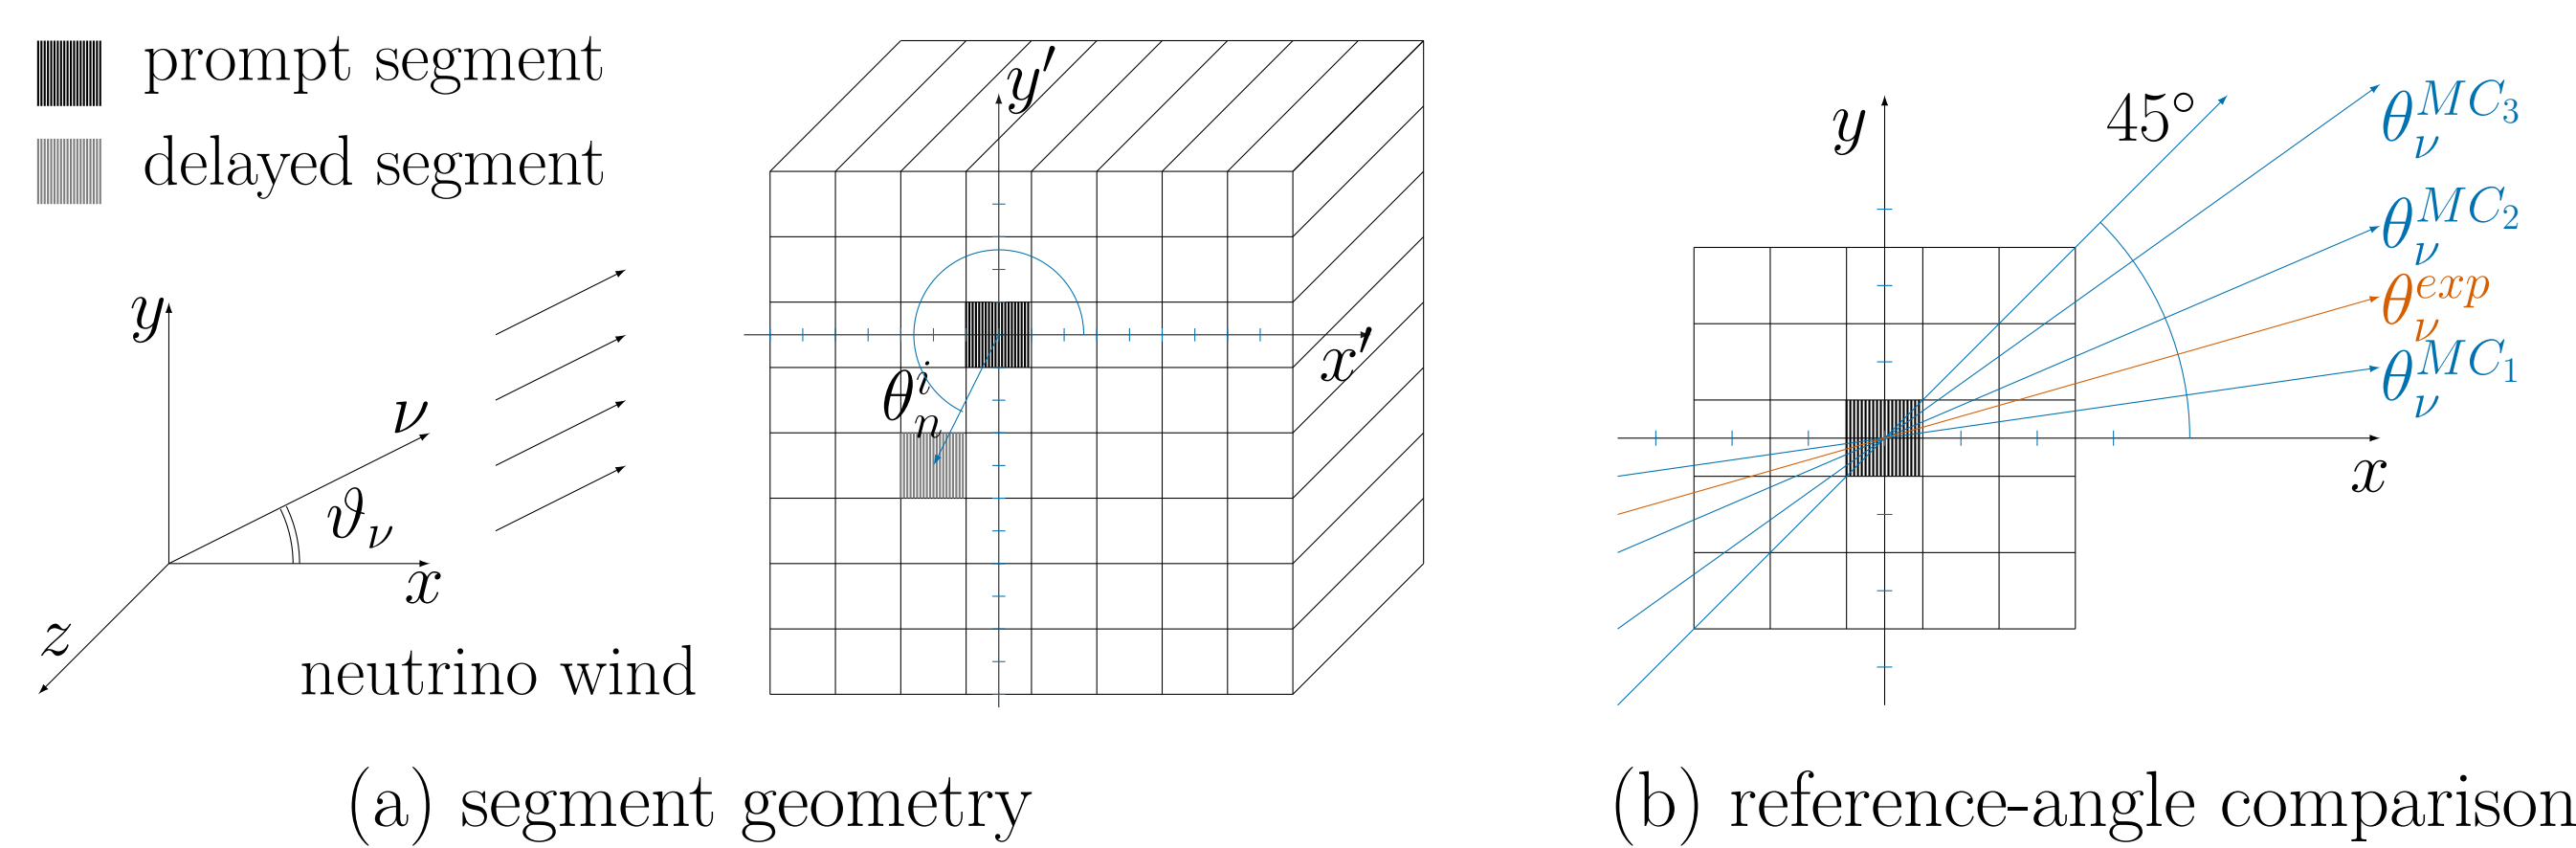 prompt segment
delayed segment
y
ν
ϑ_ν
x
z
neutrino wind
y′
x′
θ_n^i
(a) segment geometry
y
45°
θ_ν^{MC_3}
θ_ν^{MC_2}
θ_ν^{exp}
θ_ν^{MC_1}
x
(b) reference-angle comparison